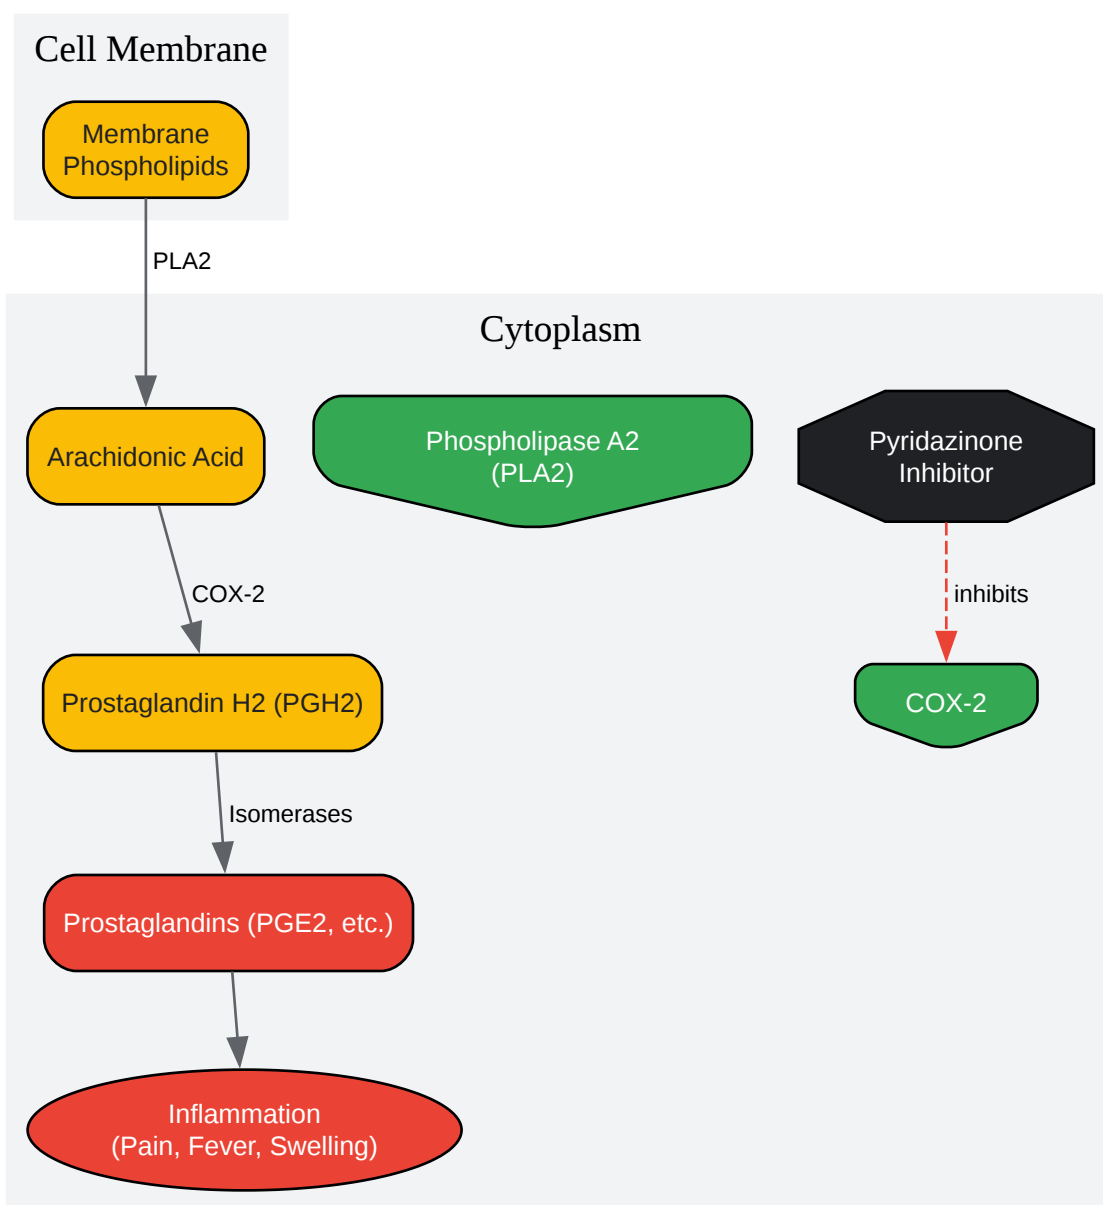 Cell Membrane
Membrane
Phospholipids
PLA2
Cytoplasm
Arachidonic Acid
Phospholipase A2
(PLA2)
Pyridazinone
Inhibitor
COX-2
inhibits
Prostaglandin H2 (PGH2)
COX-2
Isomerases
Prostaglandins (PGE2, etc.)
Inflammation
(Pain, Fever, Swelling)